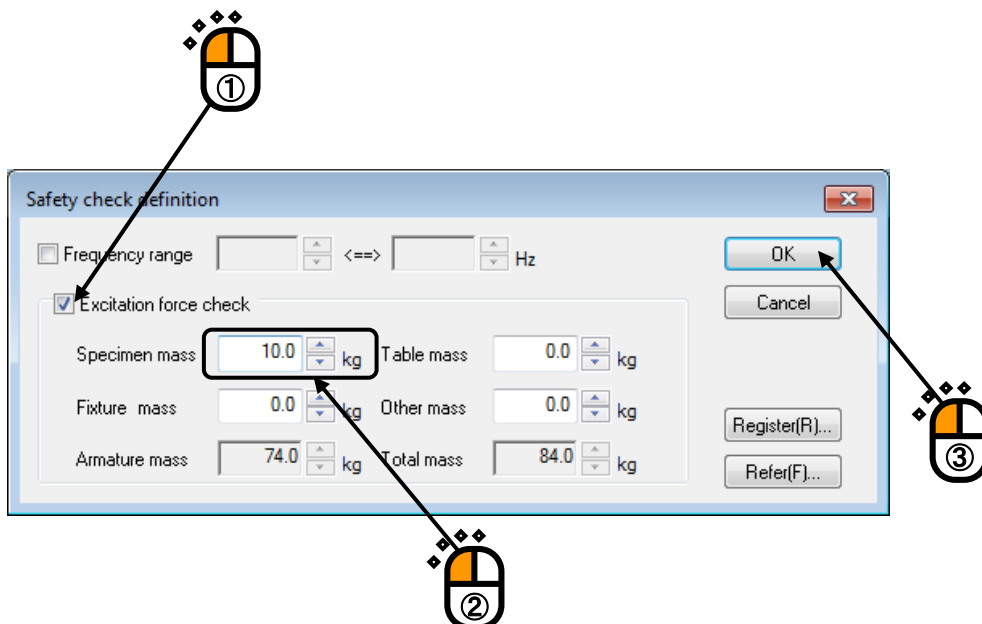 ①
Safety check definition
Frequency range <==> Hz
OK
Excitation force check
Cancel
Specimen mass 10.0 kg Table mass 0.0 kg
Fixture mass 0.0 kg Other mass 0.0 kg
Register(R)...
Armature mass 74.0 kg Total mass 84.0 kg
Refer(F)...
③
②